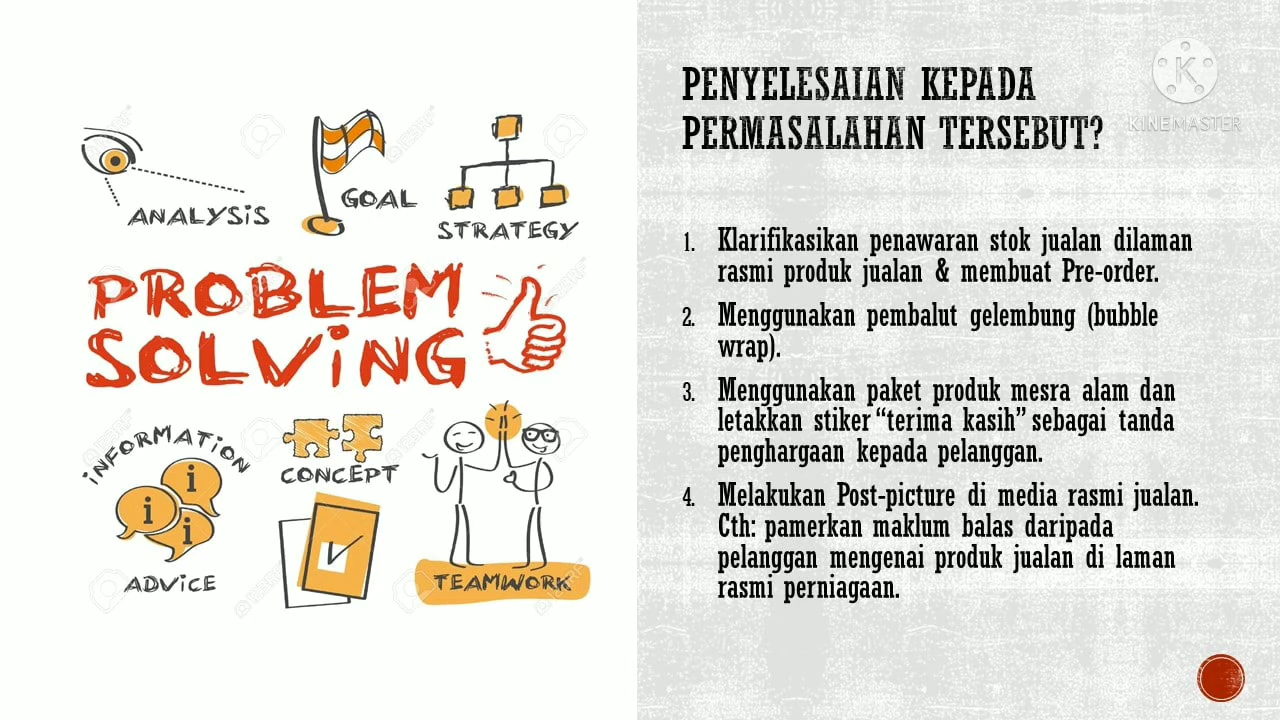 ANALYSIS
GOAL
STRATEGY
PROBLEM
SOLVING
INFORMATION
ADVICE
CONCEPT
TEAMWORK
PENYELESAIAN KEPADA
PERMASALAHAN TERSEBUT?
K
KINEMASTER
1. Klarifikasikan penawaran stok jualan dilaman
rasmi produk jualan & membuat Pre-order.
2. Menggunakan pembalut gelembung (bubble
wrap).
3. Menggunakan paket produk mesra alam dan
letakkan stiker “terima kasih” sebagai tanda
penghargaan kepada pelanggan.
4. Melakukan Post-picture di media rasmi jualan.
Cth: pamerkan maklum balas daripada
pelanggan mengenai produk jualan di laman
rasmi perniagaan.